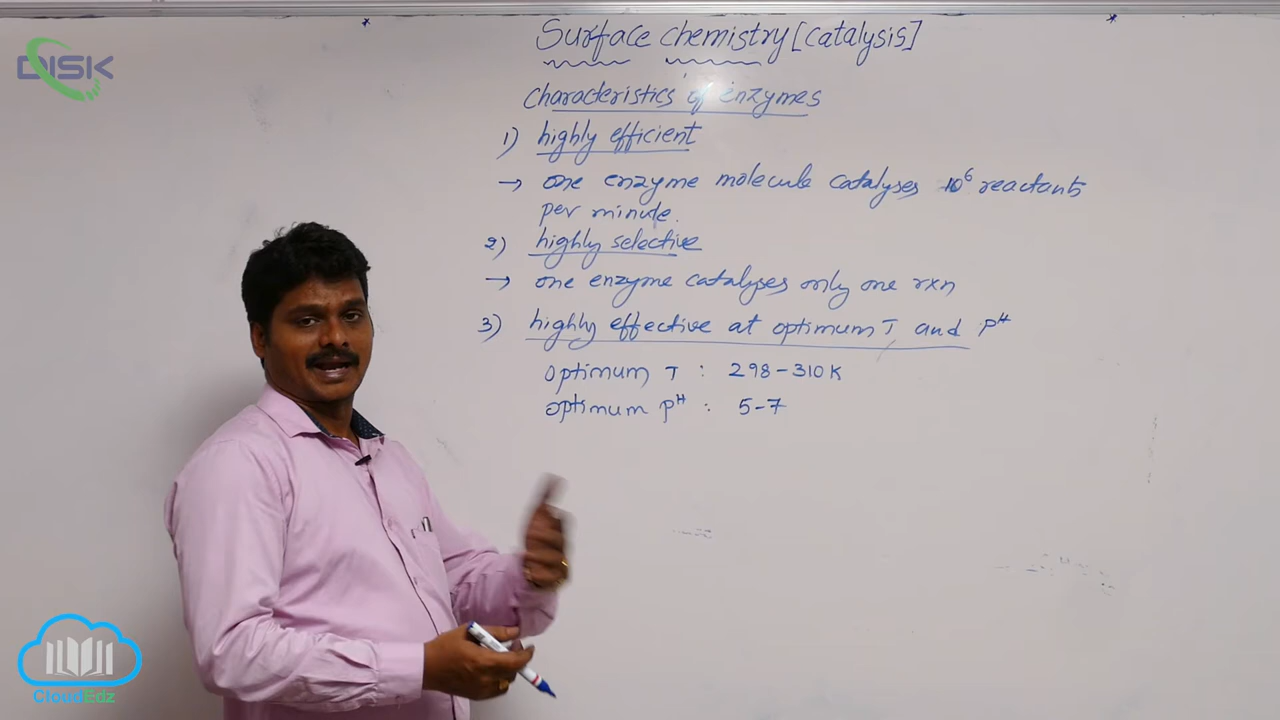 DISK
Surface chemistry [catalysis]
characteristics of enzymes
1) highly efficient
→ one enzyme molecule catalyses 10⁶ reactants
per minute.
2) highly selective
→ one enzyme catalyses only one rxn
3) highly effective at optimum T and pH
optimum T : 298-310K
optimum pH : 5-7
CloudEdz